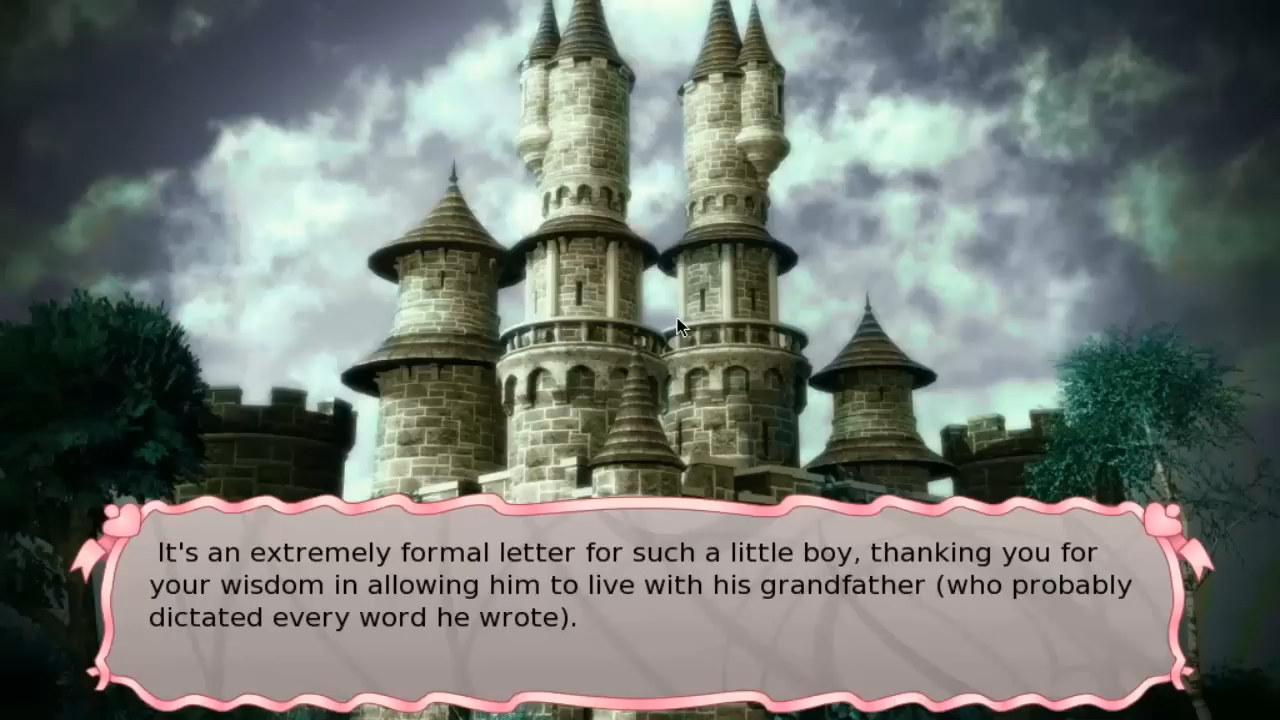 It's an extremely formal letter for such a little boy, thanking you for
your wisdom in allowing him to live with his grandfather (who probably
dictated every word he wrote).